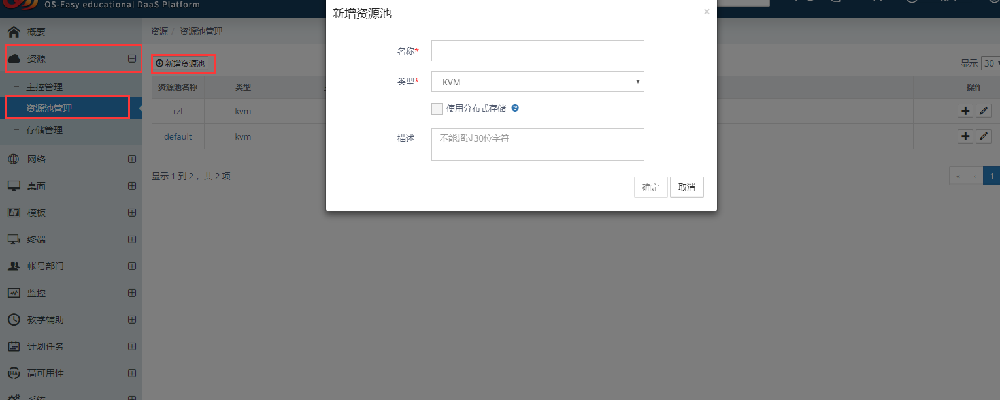 OS-Easy educational DaaS Platform
概要
资源
主控管理
资源池管理
存储管理
网络
桌面
模板
终端
帐号部门
监控
教学辅助
计划任务
高可用性
系统
资源 / 资源池管理
新增资源池
显示 30
资源池名称 类型 操作
rzl kvm
default kvm
显示 1 到 2 ，共 2 项
« ‹ 1
新增资源池 ×
名称*
类型* KVM
使用分布式存储 ?
描述 不能超过30位字符
确定 取消